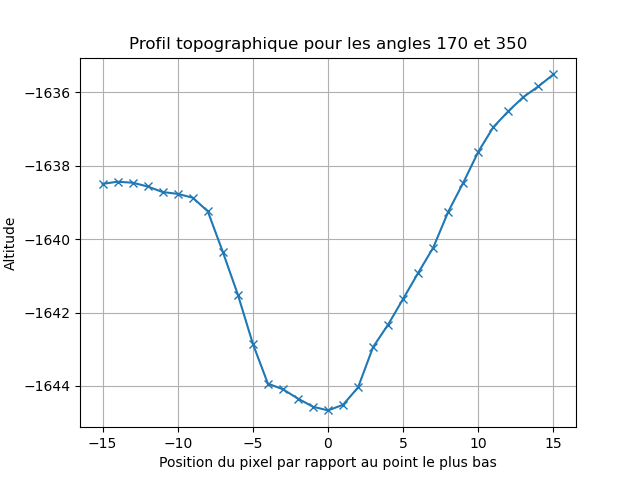 Profil topographique pour les angles 170 et 350
−1636
−1638
−1640
−1642
−1644
Altitude
−15 −10 −5 0 5 10 15
Position du pixel par rapport au point le plus bas